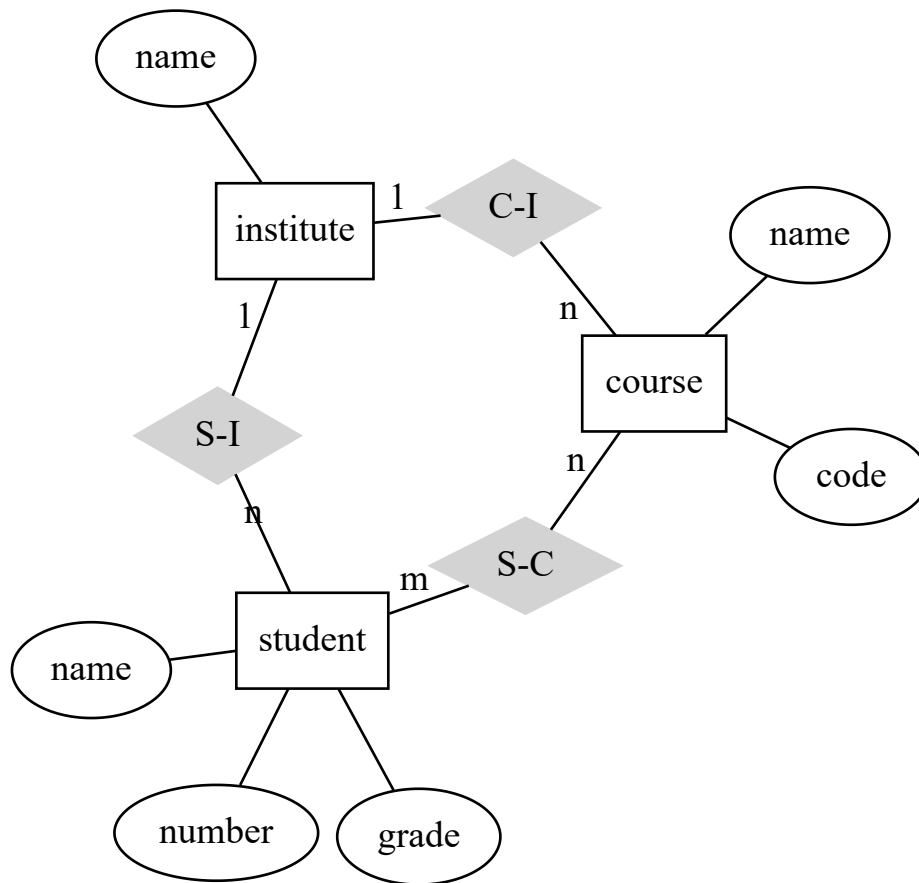 name
institute
1
C-I
n
name
course
code
1
S-I
n
n
S-C
m
student
name
number
grade